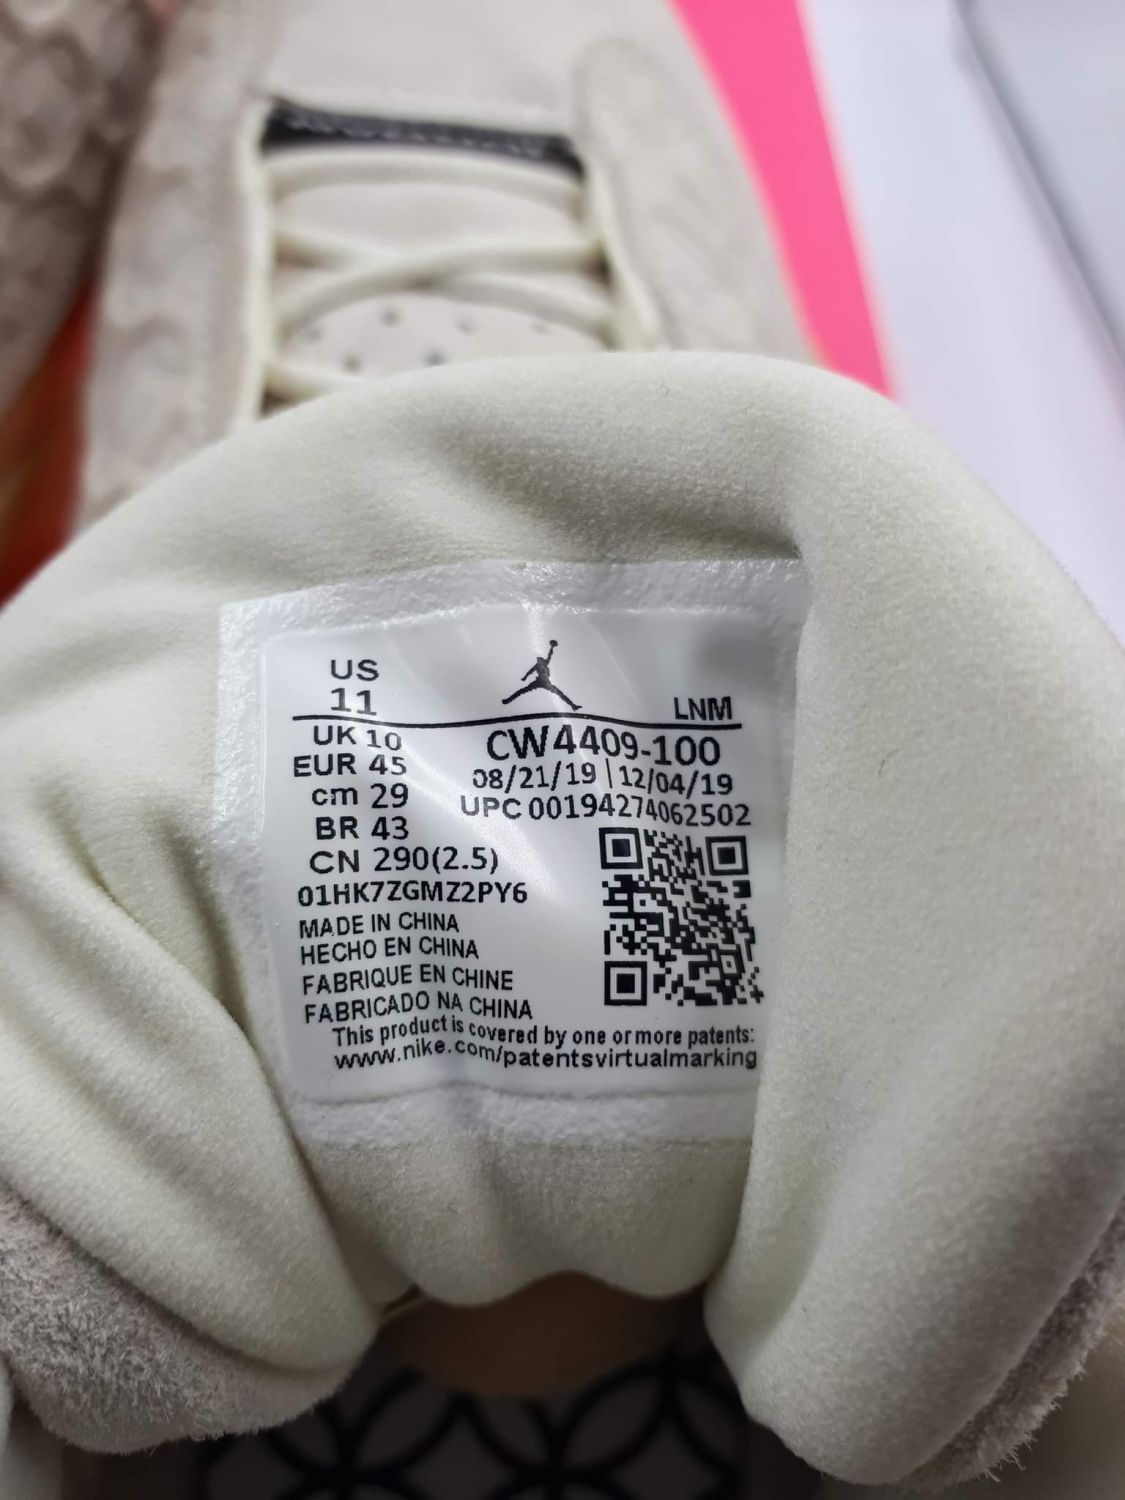 US
11
LNM
UK 10
EUR 45
cm 29
BR 43
CN 290(2.5)
CW4409-100
08/21/19 | 12/04/19
UPC 00194274062502
01HK7ZGMZ2PY6
MADE IN CHINA
HECHO EN CHINA
FABRIQUE EN CHINE
FABRICADO NA CHINA
This product is covered by one or more patents:
www.nike.com/patentsvirtualmarking